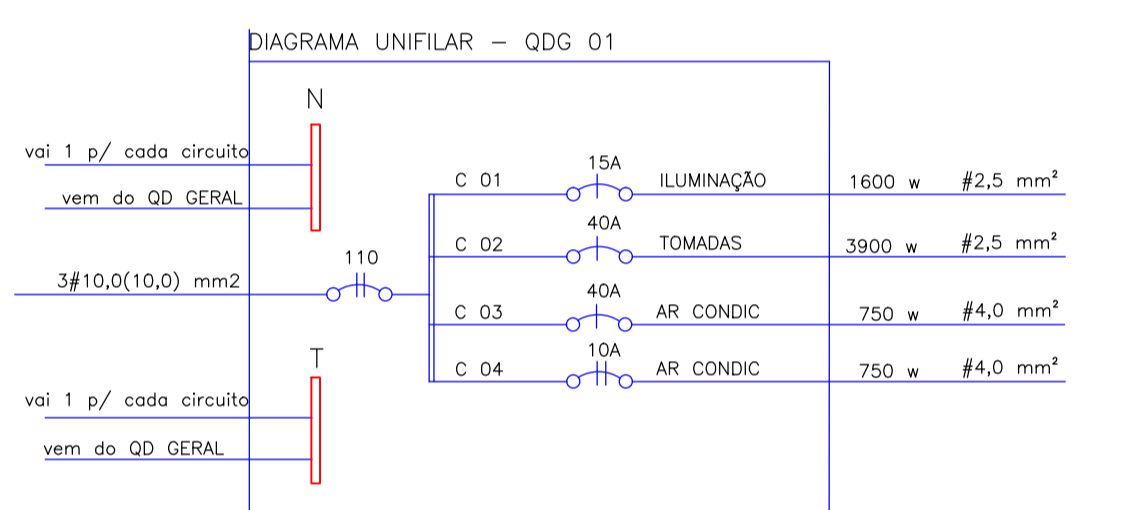 DIAGRAMA UNIFILAR - QDG 01
N
vai 1 p/ cada circuito
vem do QD GERAL
3#10,0(10,0) mm2
110
T
vai 1 p/ cada circuito
vem do QD GERAL
C 01 15A ILUMINAÇÃO 1600 w #2,5 mm²
C 02 40A TOMADAS 3900 w #2,5 mm²
C 03 40A AR CONDIC 750 w #4,0 mm²
C 04 10A AR CONDIC 750 w #4,0 mm²